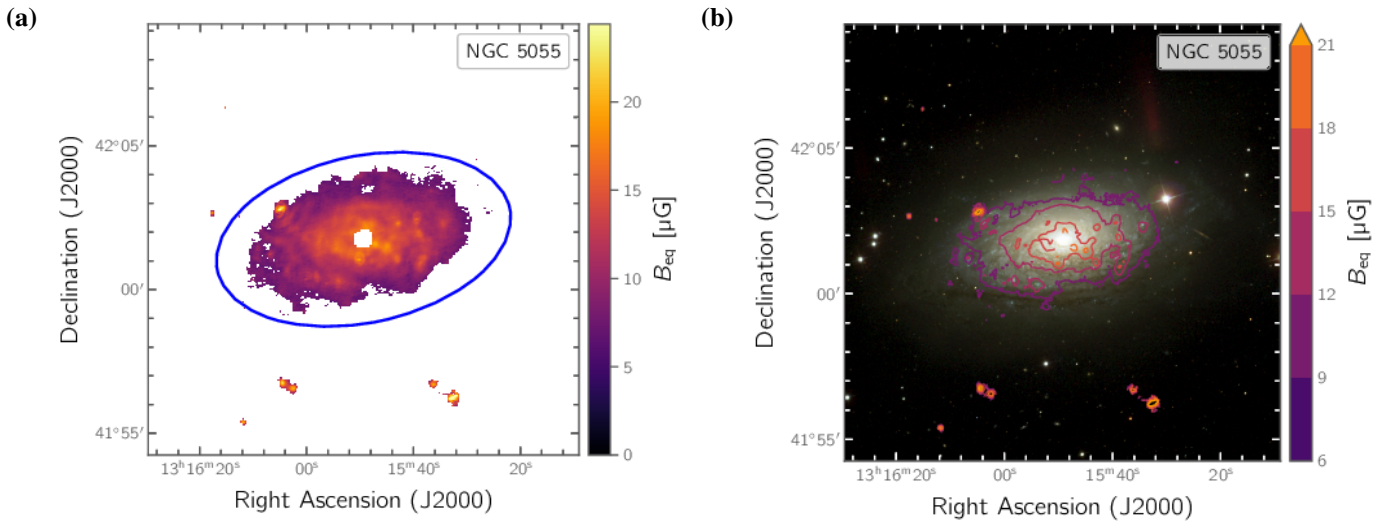 (a)
NGC 5055
Declination (J2000)
42°05′
00′
41°55′
13ʰ16ᵐ20ˢ
00ˢ
15ᵐ40ˢ
20ˢ
Right Ascension (J2000)
20
15
10
5
0
B_eq [μG]
(b)
NGC 5055
Declination (J2000)
42°05′
00′
41°55′
13ʰ16ᵐ20ˢ
00ˢ
15ᵐ40ˢ
20ˢ
Right Ascension (J2000)
21
18
15
12
9
6
B_eq [μG]